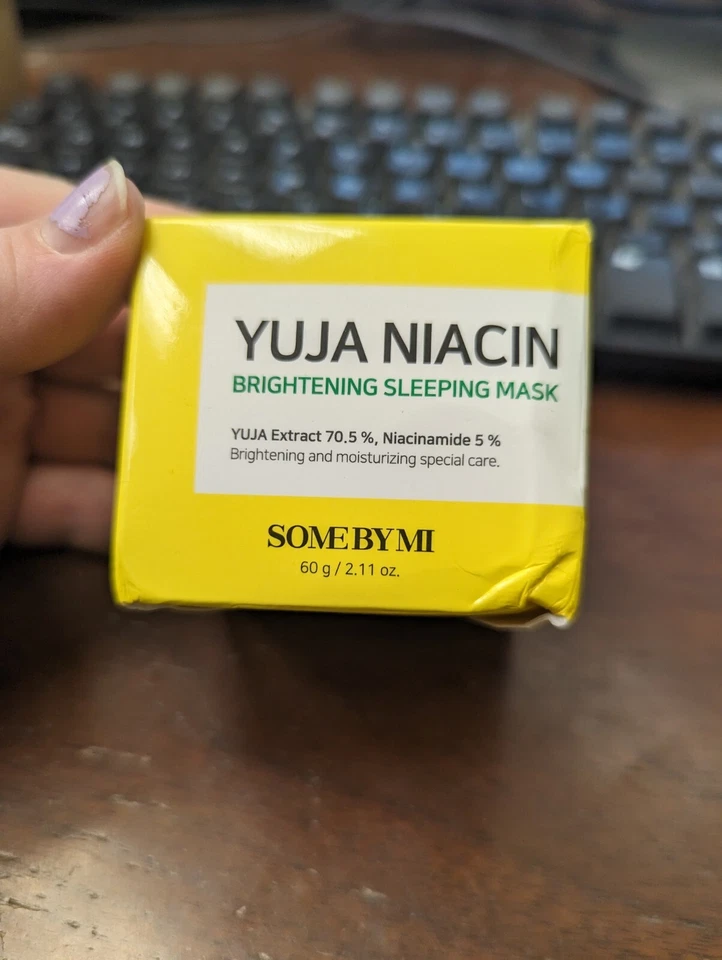 YUJA NIACIN
BRIGHTENING SLEEPING MASK
YUJA Extract 70.5 %, Niacinamide 5 %
Brightening and moisturizing special care.
SOMEBYMI
60 g / 2.11 oz.